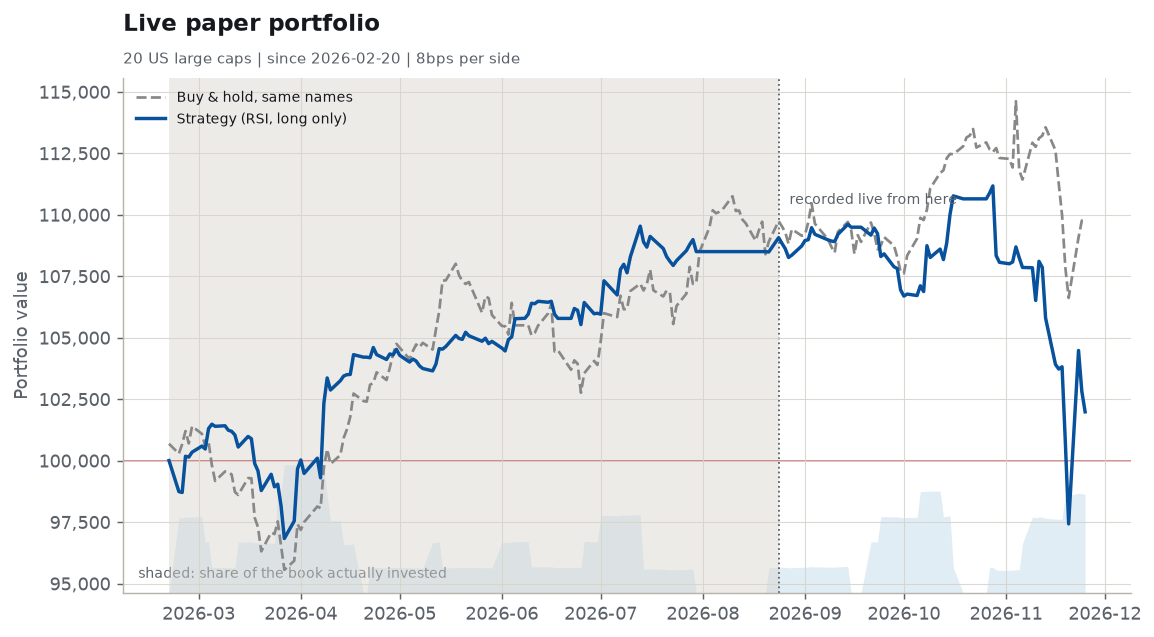 Live paper portfolio
20 US large caps | since 2026-02-20 | 8bps per side
Buy & hold, same names
Strategy (RSI, long only)
recorded live from here
shaded: share of the book actually invested
Portfolio value
115,000
112,500
110,000
107,500
105,000
102,500
100,000
97,500
95,000
2026-03 2026-04 2026-05 2026-06 2026-07 2026-08 2026-09 2026-10 2026-11 2026-12